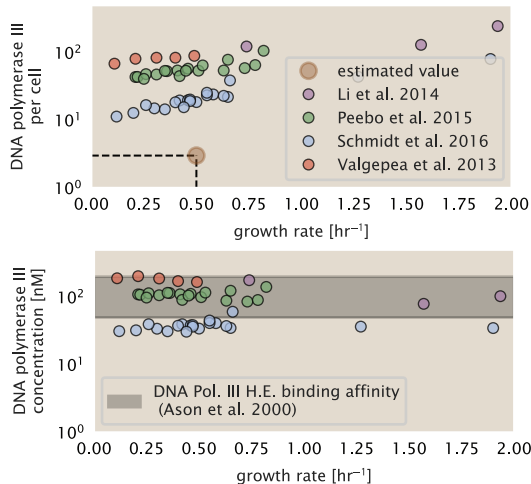 DNA polymerase III
per cell
10²
10¹
10⁰
estimated value
Li et al. 2014
Peebo et al. 2015
Schmidt et al. 2016
Valgepea et al. 2013
0.00 0.25 0.50 0.75 1.00 1.25 1.50 1.75 2.00
growth rate [hr⁻¹]
DNA polymerase III
concentration [nM]
10²
10¹
10⁰
DNA Pol. III H.E. binding affinity
(Ason et al. 2000)
0.00 0.25 0.50 0.75 1.00 1.25 1.50 1.75 2.00
growth rate [hr⁻¹]